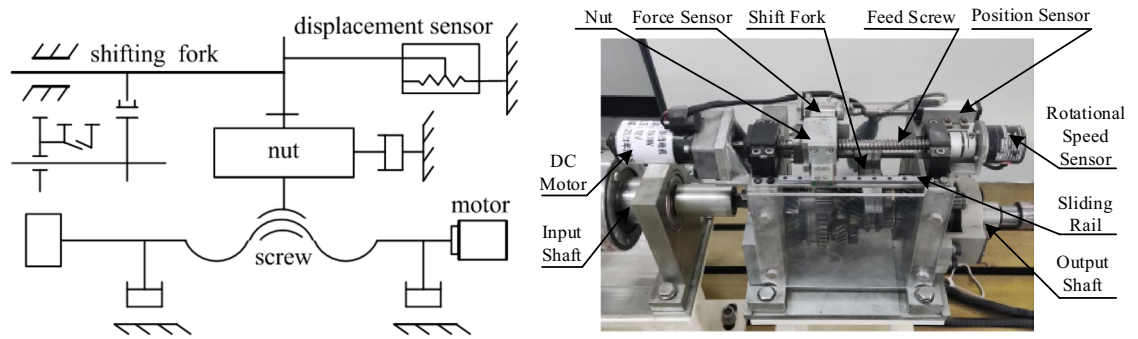 displacement sensor
shifting fork
nut
motor
screw
Nut
Force Sensor
Shift Fork
Feed Screw
Position Sensor
Rotational
Speed
Sensor
DC
Motor
Input
Shaft
Sliding
Rail
Output
Shaft